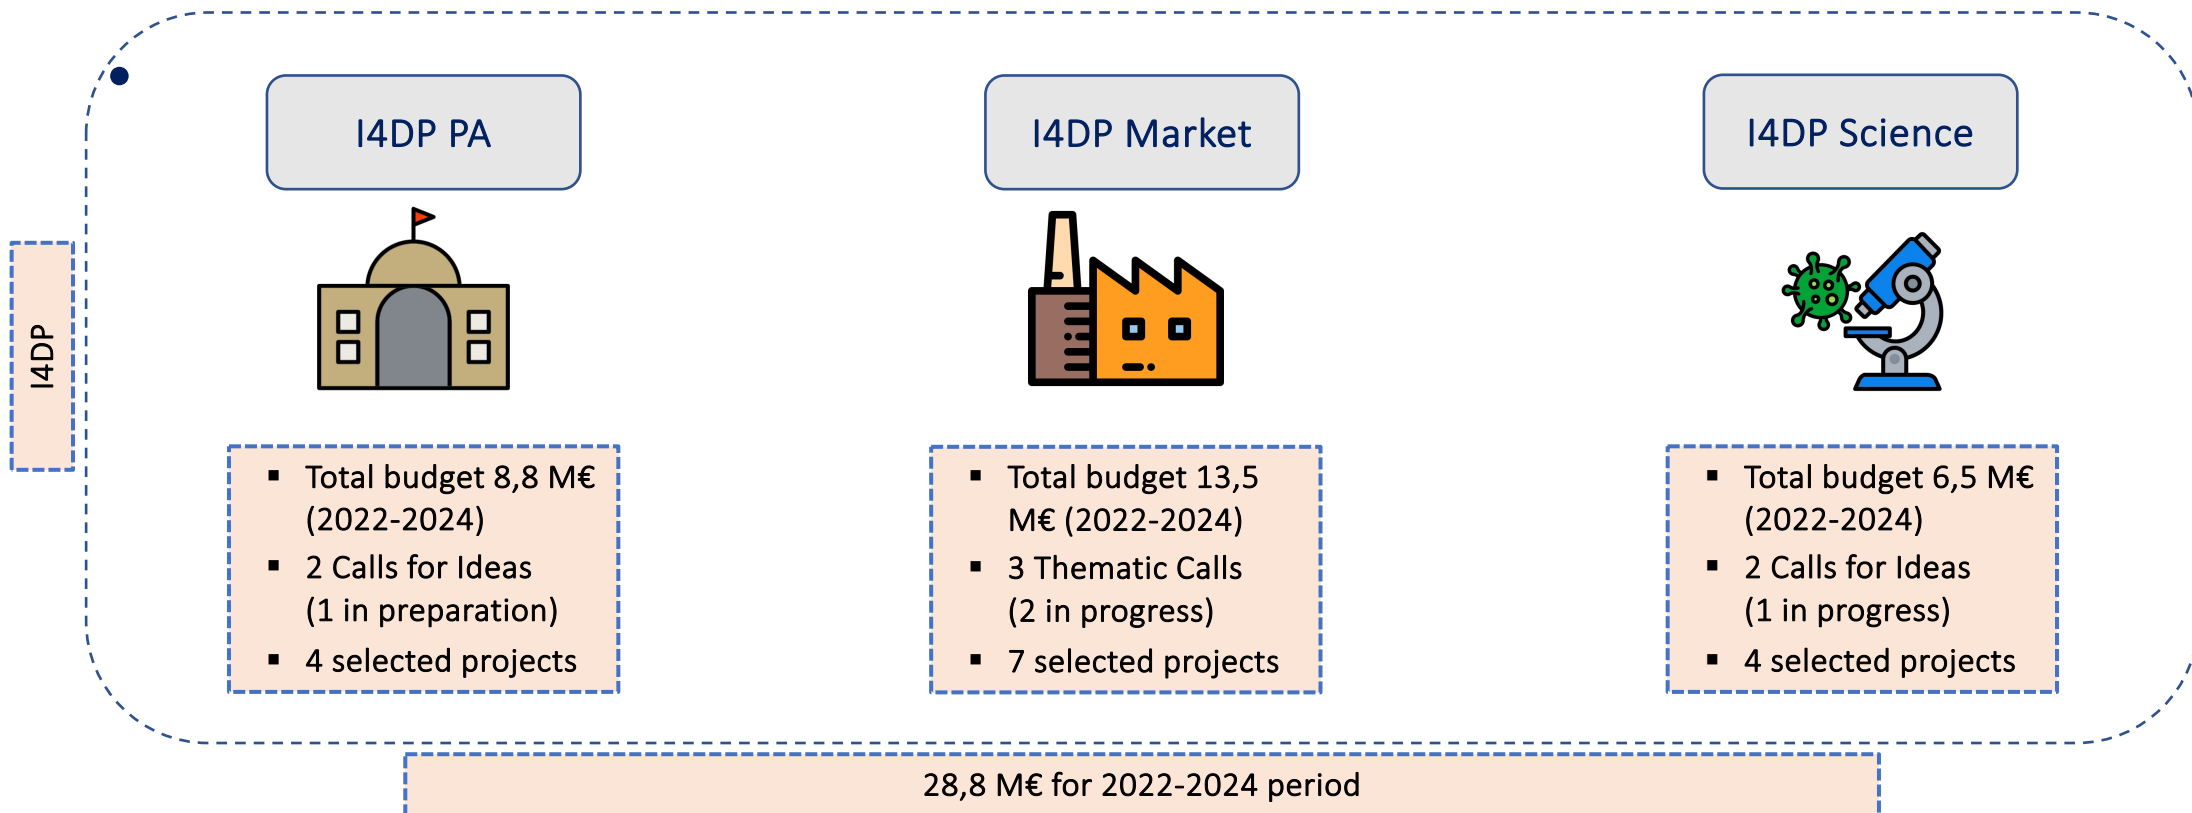 I4DP
I4DP PA
▪ Total budget 8,8 M€
(2022-2024)
▪ 2 Calls for Ideas
(1 in preparation)
▪ 4 selected projects
I4DP Market
▪ Total budget 13,5
M€ (2022-2024)
▪ 3 Thematic Calls
(2 in progress)
▪ 7 selected projects
I4DP Science
▪ Total budget 6,5 M€
(2022-2024)
▪ 2 Calls for Ideas
(1 in progress)
▪ 4 selected projects
28,8 M€ for 2022-2024 period